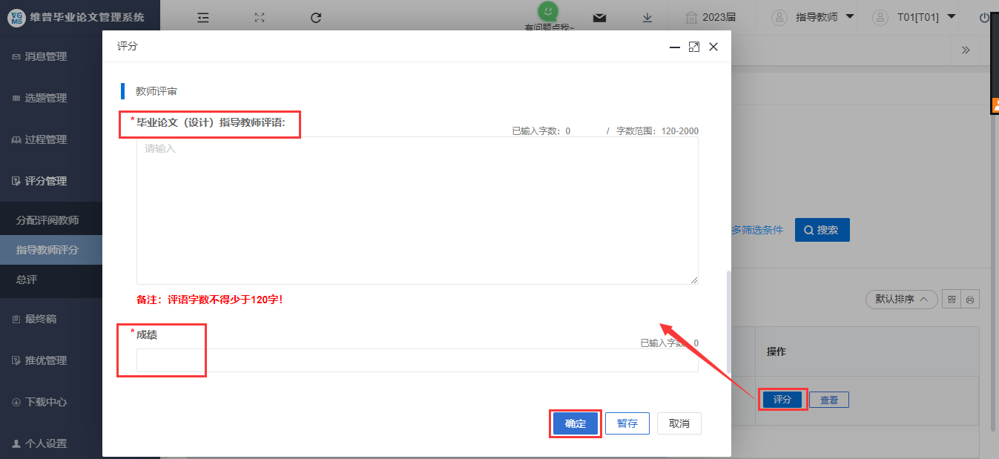 VG
MS
维普毕业论文管理系统
有问题点我~
2023届
指导教师
T01[T01]
消息管理
选题管理
过程管理
评分管理
分配评阅教师
指导教师评分
总评
最终稿
推优管理
下载中心
个人设置
评分
教师评审
*毕业论文（设计）指导教师评语:
已输入字数：0 / 字数范围：120-2000
请输入
备注：评语字数不得少于120字!
*成绩
已输入字数 0
确定
暂存
取消
多筛选条件
搜索
默认排序
操作
评分
查看